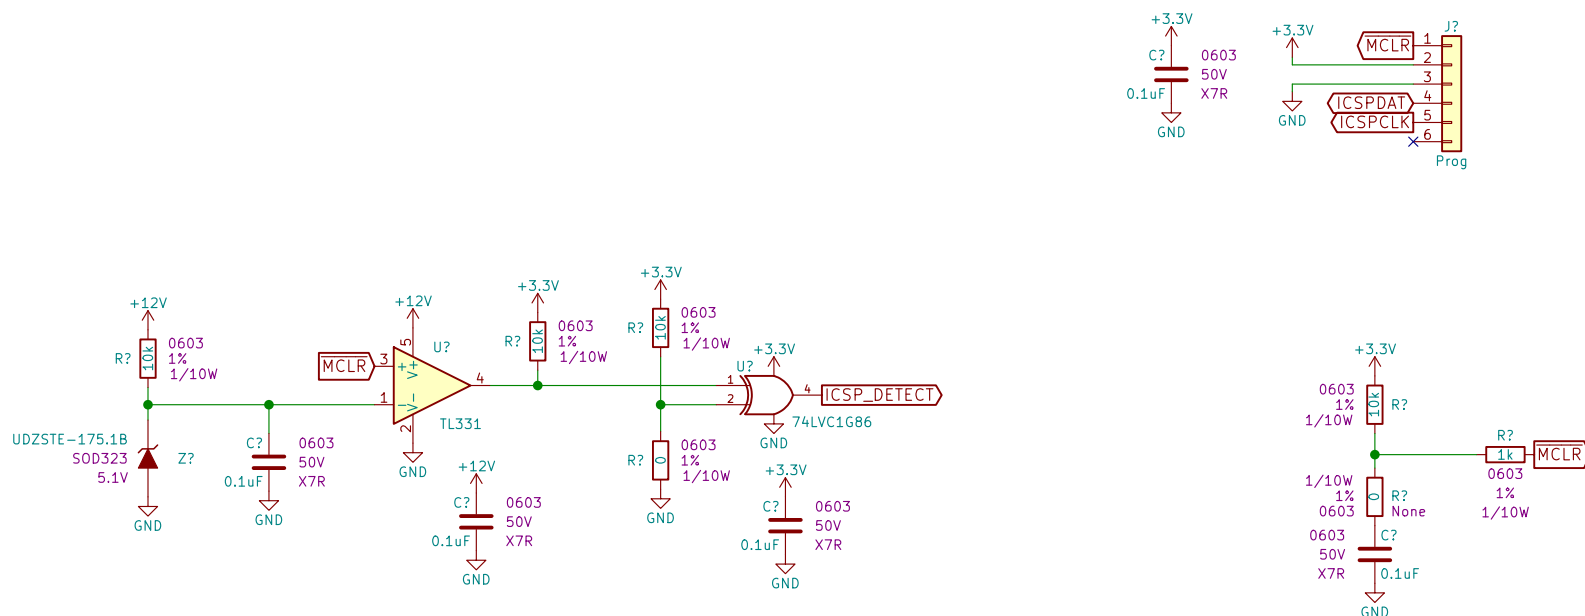 +3.3V
C?
0603
50V
X7R
0.1uF
GND
+3.3V
GND
J?
MCLR
1
2
3
ICSPDAT
4
ICSPCLK
5
6
Prog
+12V
R?
10k
0603
1%
1/10W
UDZSTE-175.1B
SOD323
5.1V
Z?
GND
C?
0603
50V
X7R
0.1uF
GND
+12V
U?
MCLR
3
+
V+
5
1
-
V-
2
4
TL331
GND
+12V
C?
0603
50V
X7R
0.1uF
GND
+3.3V
R?
10k
0603
1%
1/10W
+3.3V
R?
10k
0603
1%
1/10W
R?
0
0603
1%
1/10W
GND
+3.3V
U?
1
2
4
ICSP_DETECT
74LVC1G86
GND
+3.3V
C?
0603
50V
X7R
0.1uF
GND
+3.3V
0603
1%
1/10W
10k
R?
R?
1k
MCLR
0603
1%
1/10W
1/10W
1%
0603
0
R?
None
0603
50V
X7R
C?
0.1uF
GND